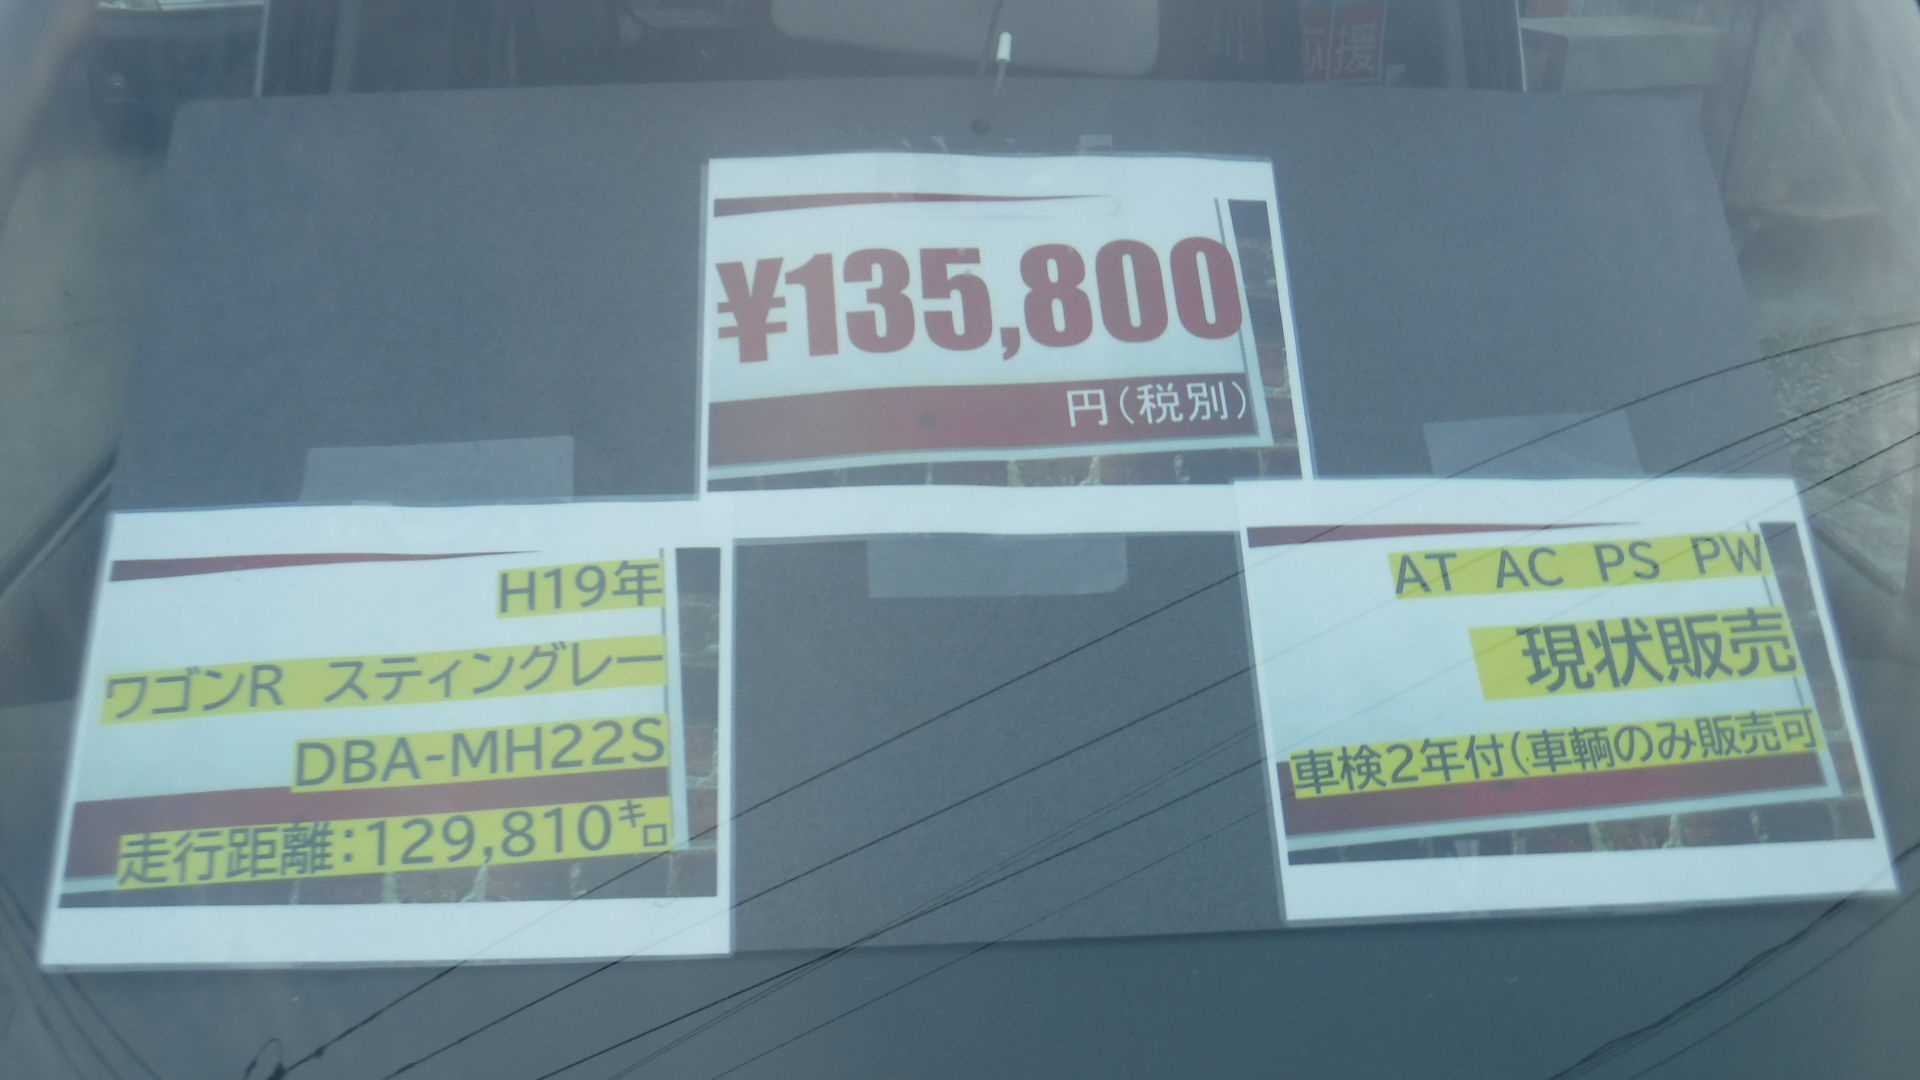 援
¥135,800
円(税別)
H19年
ワゴンR スティングレー
DBA-MH22S
走行距離:129,810㌔
AT AC PS PW
現状販売
車検2年付(車輌のみ販売可